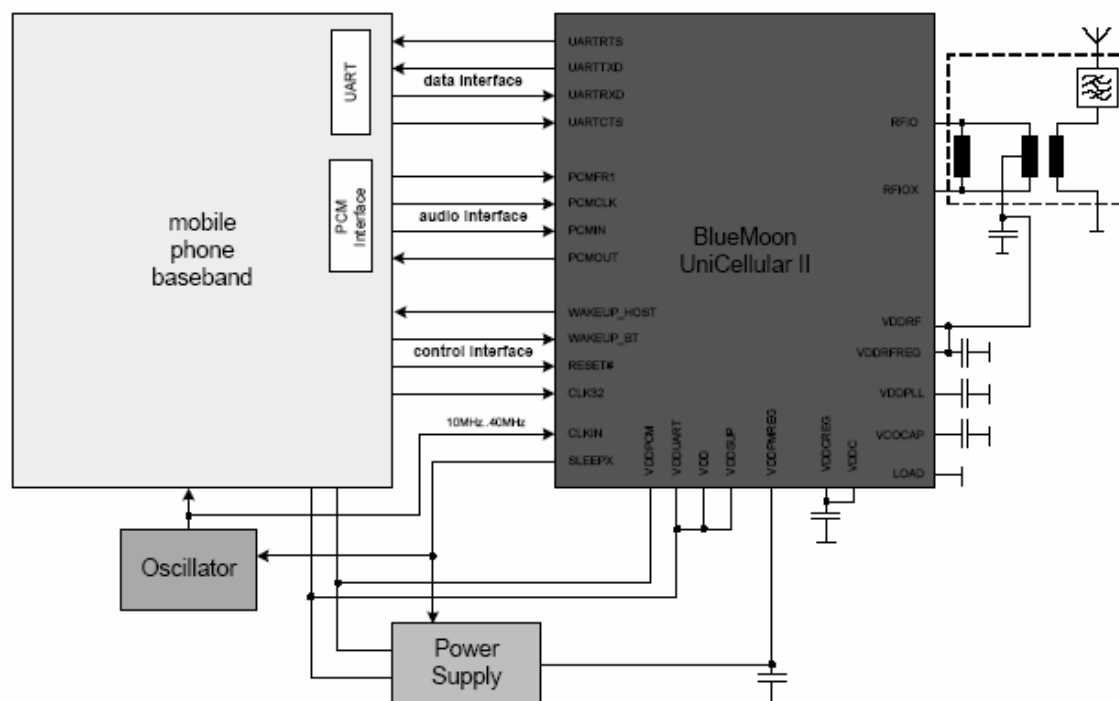 UART
PCM
Interface
mobile
phone
baseband
data interface
audio interface
control interface
10MHz..40MHz
UARTRTS
UARTTXD
UARTRXD
UARTCTS
PCMFR1
PCMCLK
PCMIN
PCMOUT
WAKEUP_HOST
WAKEUP_BT
RESET#
CLK32
CLKIN
SLEEPX
BlueMoon
UniCellular II
RFIO
RFIOX
VDDRF
VDDRFREG
VDDPLL
VCOCAP
LOAD
VDDPCM
VDDUART
VDD
VDDSUP
VDDPMREG
VDDCREG
VDDC
Oscillator
Power
Supply